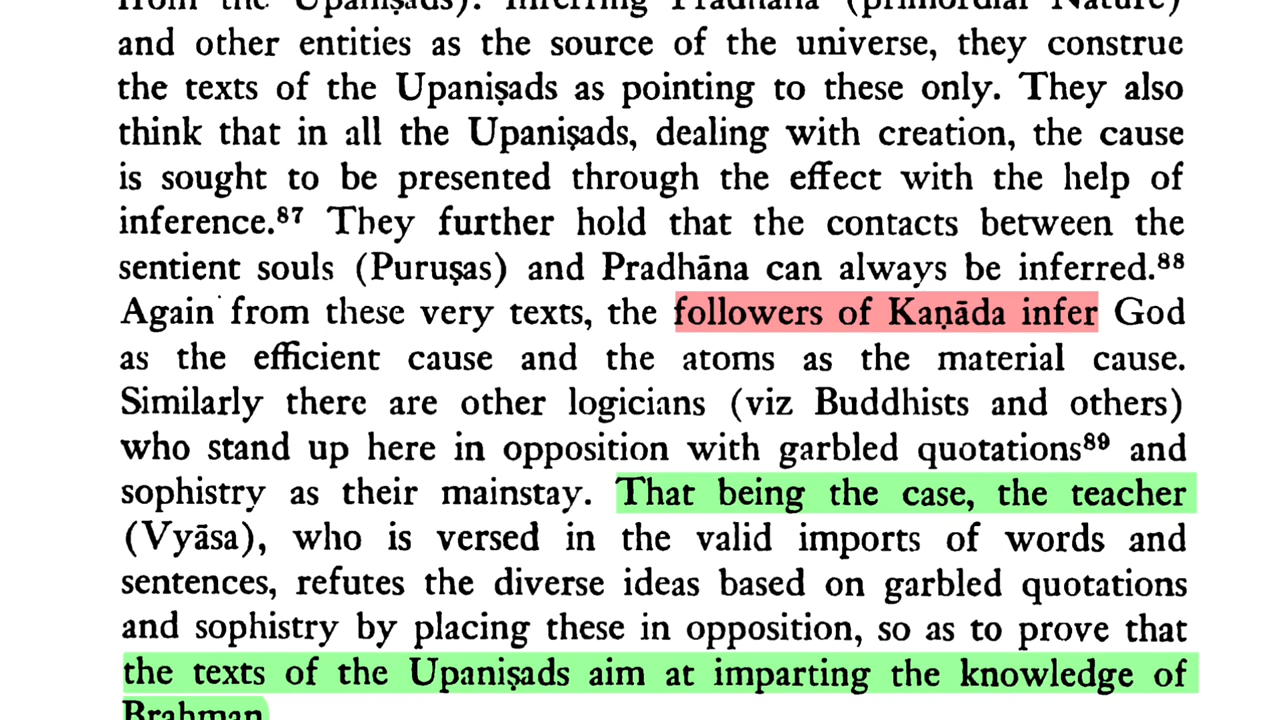 from the Upaniṣads). Inferring Pradhāna (primordial Nature)
and other entities as the source of the universe, they construe
the texts of the Upaniṣads as pointing to these only. They also
think that in all the Upaniṣads, dealing with creation, the cause
is sought to be presented through the effect with the help of
inference.⁸⁷ They further hold that the contacts between the
sentient souls (Puruṣas) and Pradhāna can always be inferred.⁸⁸
Again from these very texts, the followers of Kaṇāda infer God
as the efficient cause and the atoms as the material cause.
Similarly there are other logicians (viz Buddhists and others)
who stand up here in opposition with garbled quotations⁸⁹ and
sophistry as their mainstay. That being the case, the teacher
(Vyāsa), who is versed in the valid imports of words and
sentences, refutes the diverse ideas based on garbled quotations
and sophistry by placing these in opposition, so as to prove that
the texts of the Upaniṣads aim at imparting the knowledge of
Brahman